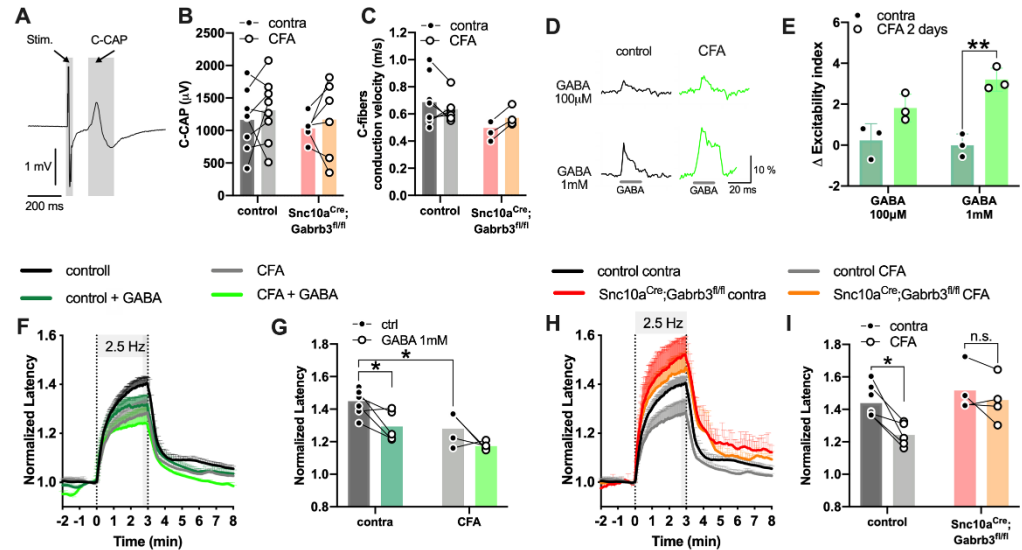 A
Stim.
C-CAP
1 mV
200 ms
B
contra
CFA
2500
2000
1500
1000
500
0
C-CAP (μV)
control
Snc10aCre;
Gabrb3fl/fl
C
contra
CFA
1.2
1.0
0.8
0.6
0.4
0.2
0.0
C-fibers
conduction velocity (m/s)
control
Snc10aCre;
Gabrb3fl/fl
D
control
CFA
GABA
100μM
GABA
1mM
GABA
GABA
10 %
20 ms
E
contra
CFA 2 days
**
6
4
2
0
-2
Δ Excitability index
GABA
100μM
GABA
1mM
controll
CFA
control + GABA
CFA + GABA
F
2.5 Hz
1.6
1.4
1.2
1.0
0.8
Normalized Latency
-2 -1 0 1 2 3 4 5 6 7 8
Time (min)
G
ctrl
GABA 1mM
*
*
1.8
1.6
1.4
1.2
1.0
0.8
Normalized Latency
contra
CFA
control contra
control CFA
Snc10aCre;Gabrb3fl/fl contra
Snc10aCre;Gabrb3fl/fl CFA
H
2.5 Hz
1.6
1.4
1.2
1.0
0.8
Normalized Latency
-2 -1 0 1 2 3 4 5 6 7 8
Time (min)
I
contra
CFA
*
n.s.
1.8
1.6
1.4
1.2
1.0
0.8
Normalized Latency
control
Snc10aCre;
Gabrb3fl/fl